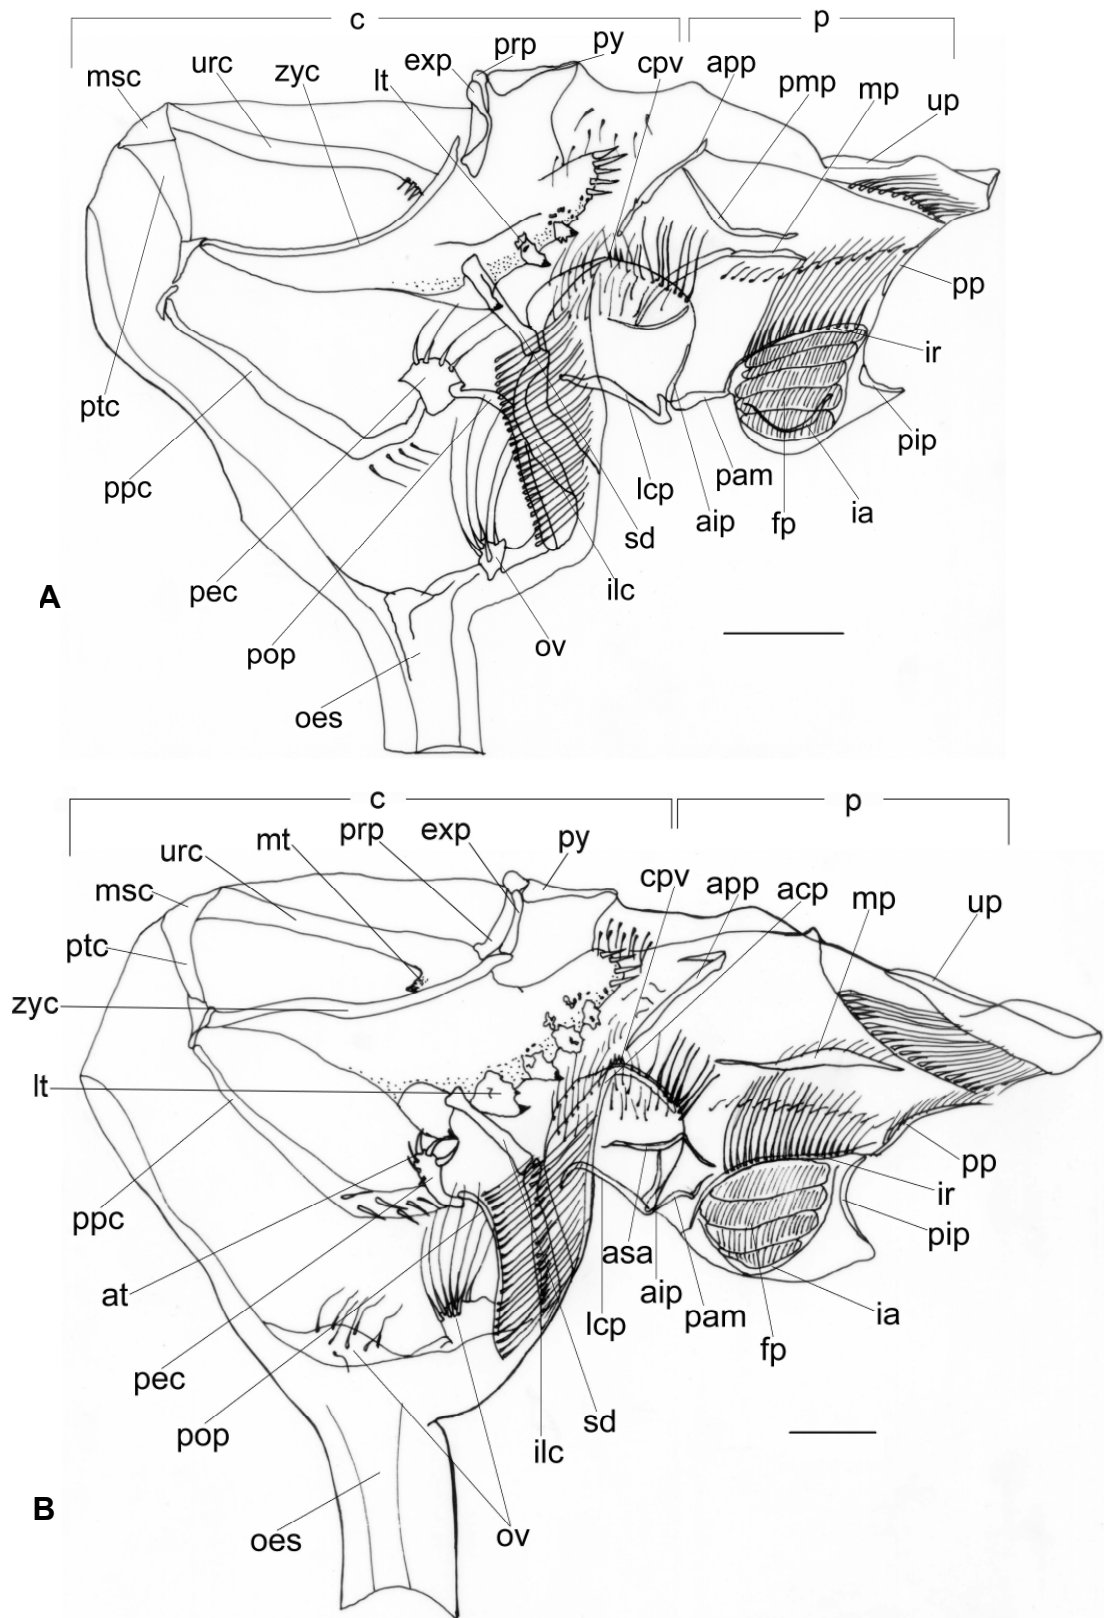 c p
msc urc zyc lt exp prp py cpv app pmp mp up
pp
ir
ptc
pip
ppc lcp aip pam fp ia
sd
pec ilc
A
pop ov
oes
c p
urc mt prp exp py
msc cpv app acp mp up
ptc
zyc
lt
pp
ir
ppc pip
asa
at lcp aip pam ia
fp
pec
pop ilc sd
B
oes ov